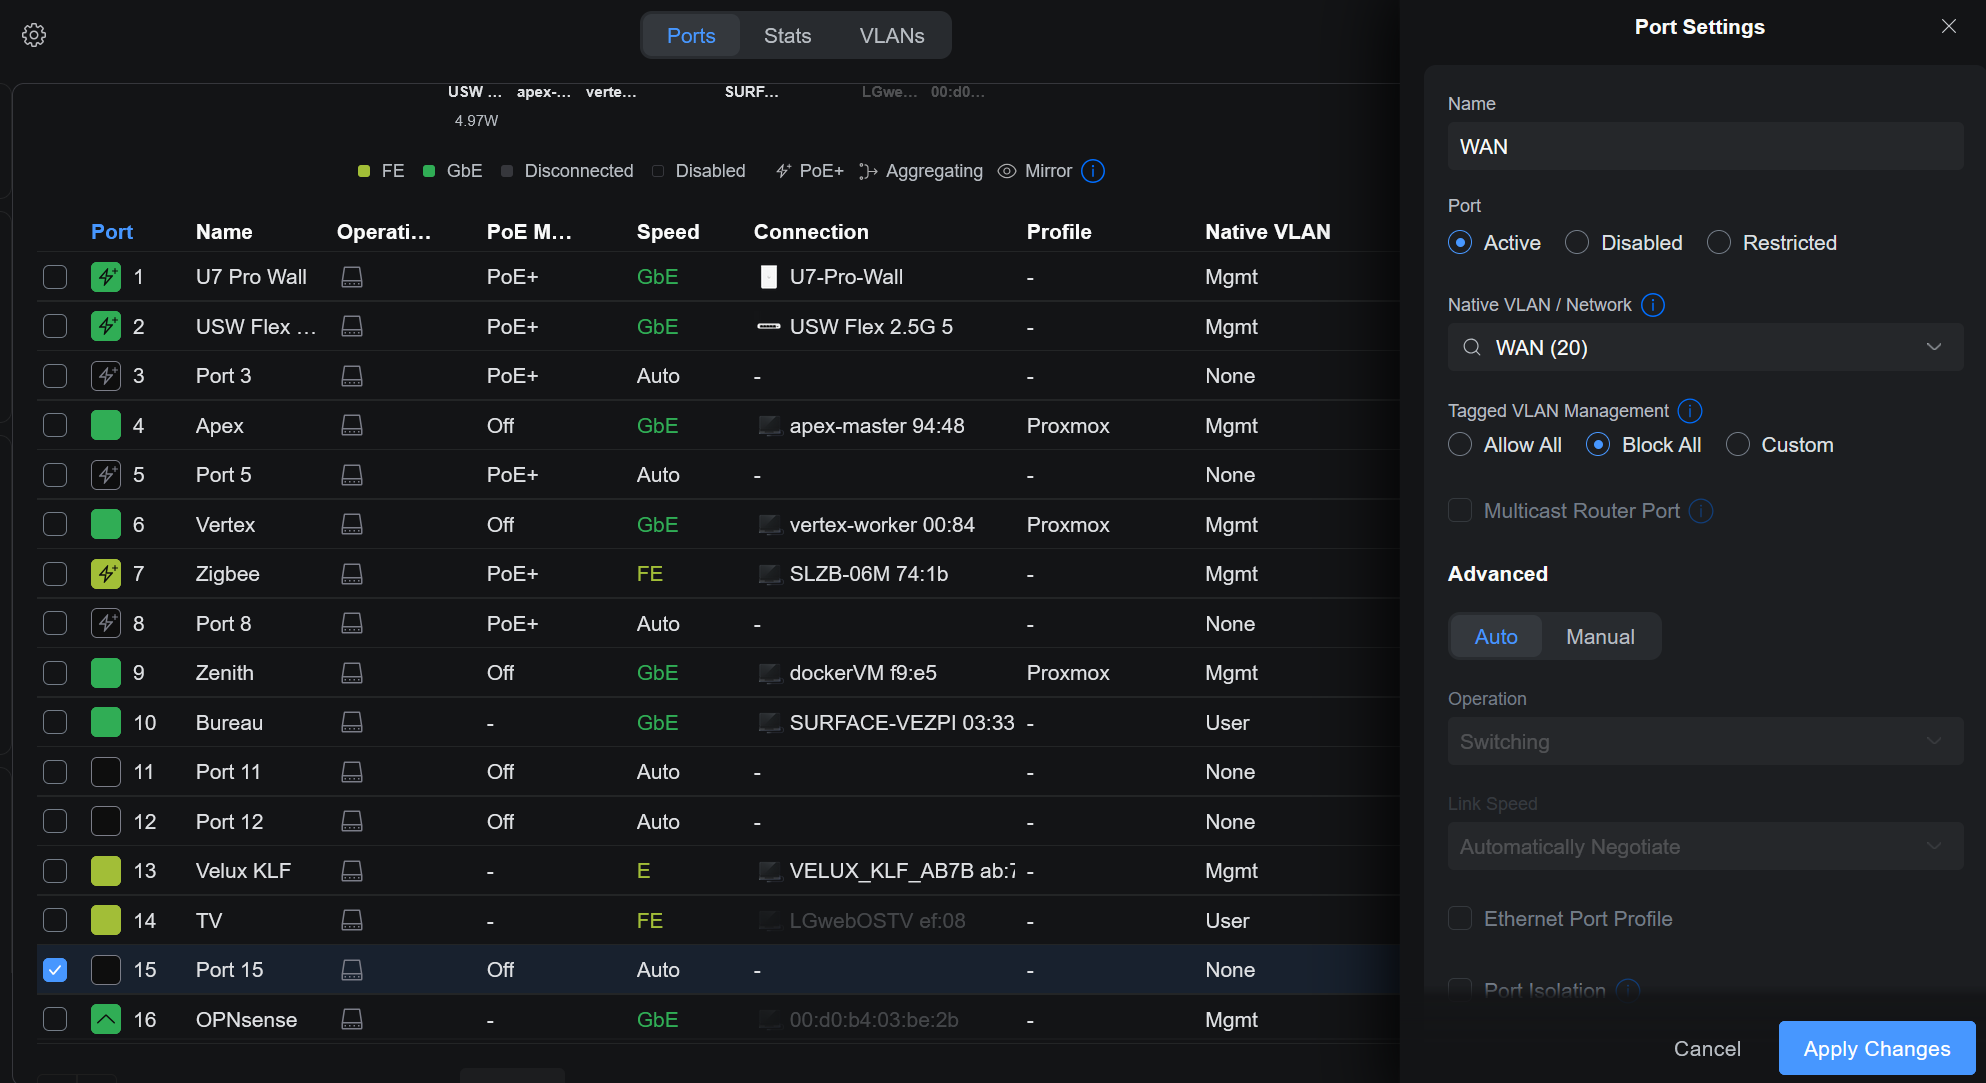 Ports Stats VLANs
Port Settings
USW ... apex-... verte... SURF... LGwe... 00:d0...
4.97W
FE GbE Disconnected Disabled PoE+ Aggregating Mirror
Port Name Operati... PoE M... Speed Connection Profile Native VLAN
1 U7 Pro Wall PoE+ GbE U7-Pro-Wall - Mgmt
2 USW Flex ... PoE+ GbE USW Flex 2.5G 5 - Mgmt
3 Port 3 PoE+ Auto - - None
4 Apex Off GbE apex-master 94:48 Proxmox Mgmt
5 Port 5 PoE+ Auto - - None
6 Vertex Off GbE vertex-worker 00:84 Proxmox Mgmt
7 Zigbee PoE+ FE SLZB-06M 74:1b - Mgmt
8 Port 8 PoE+ Auto - - None
9 Zenith Off GbE dockerVM f9:e5 Proxmox Mgmt
10 Bureau - GbE SURFACE-VEZPI 03:33 - User
11 Port 11 Off Auto - - None
12 Port 12 Off Auto - - None
13 Velux KLF - E VELUX_KLF_AB7B ab:7 - Mgmt
14 TV - FE LGwebOSTV ef:08 - User
15 Port 15 Off Auto - - None
16 OPNsense - GbE 00:d0:b4:03:be:2b - Mgmt
Name
WAN
Port
Active Disabled Restricted
Native VLAN / Network
WAN (20)
Tagged VLAN Management
Allow All Block All Custom
Multicast Router Port
Advanced
Auto Manual
Operation
Switching
Link Speed
Automatically Negotiate
Ethernet Port Profile
Port Isolation
Cancel Apply Changes